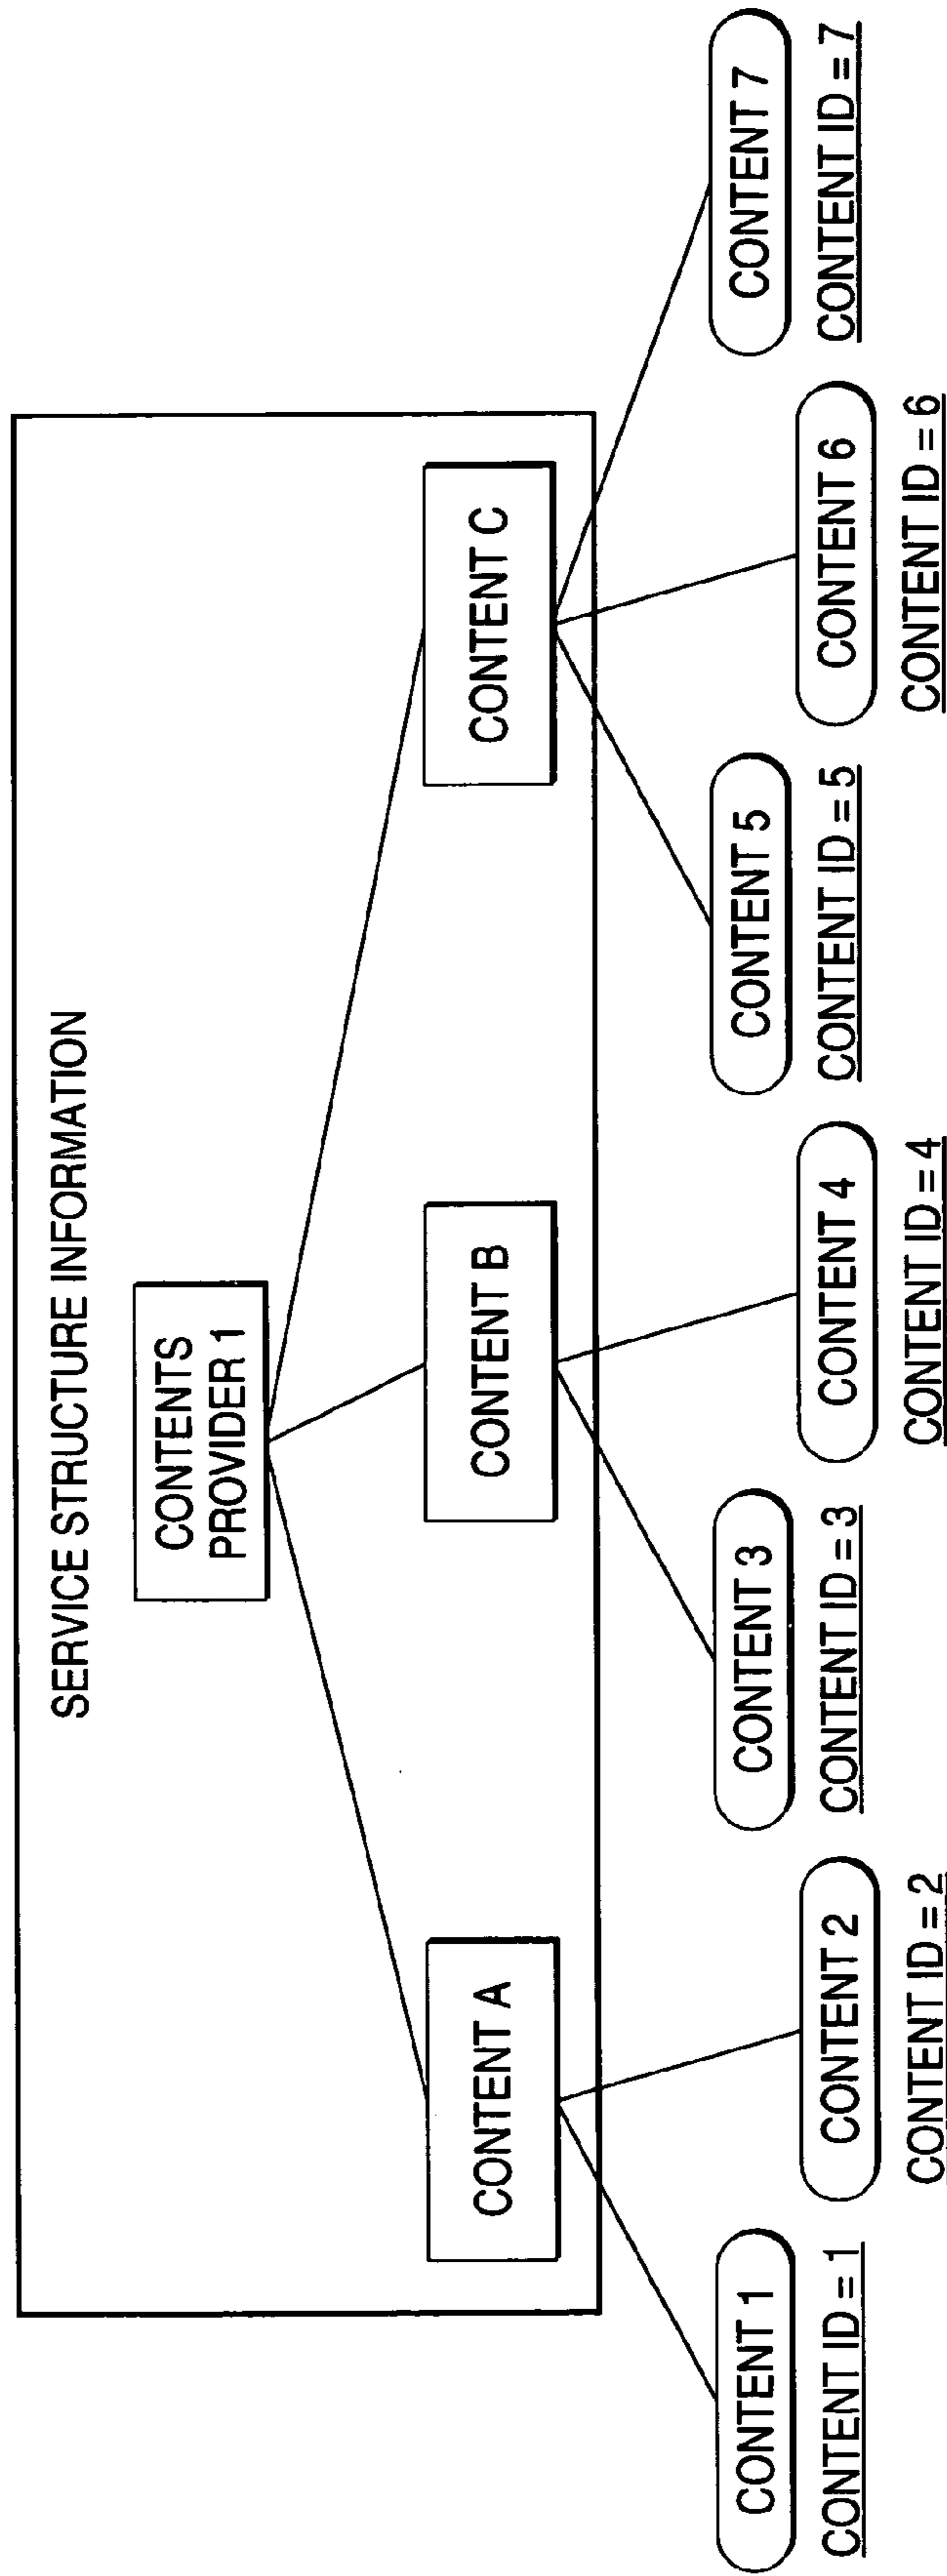 SERVICE STRUCTURE INFORMATION
CONTENTS
PROVIDER 1
CONTENT A
CONTENT B
CONTENT C
CONTENT 1
CONTENT ID = 1
CONTENT 2
CONTENT ID = 2
CONTENT 3
CONTENT ID = 3
CONTENT 4
CONTENT ID = 4
CONTENT 5
CONTENT ID = 5
CONTENT 6
CONTENT ID = 6
CONTENT 7
CONTENT ID = 7